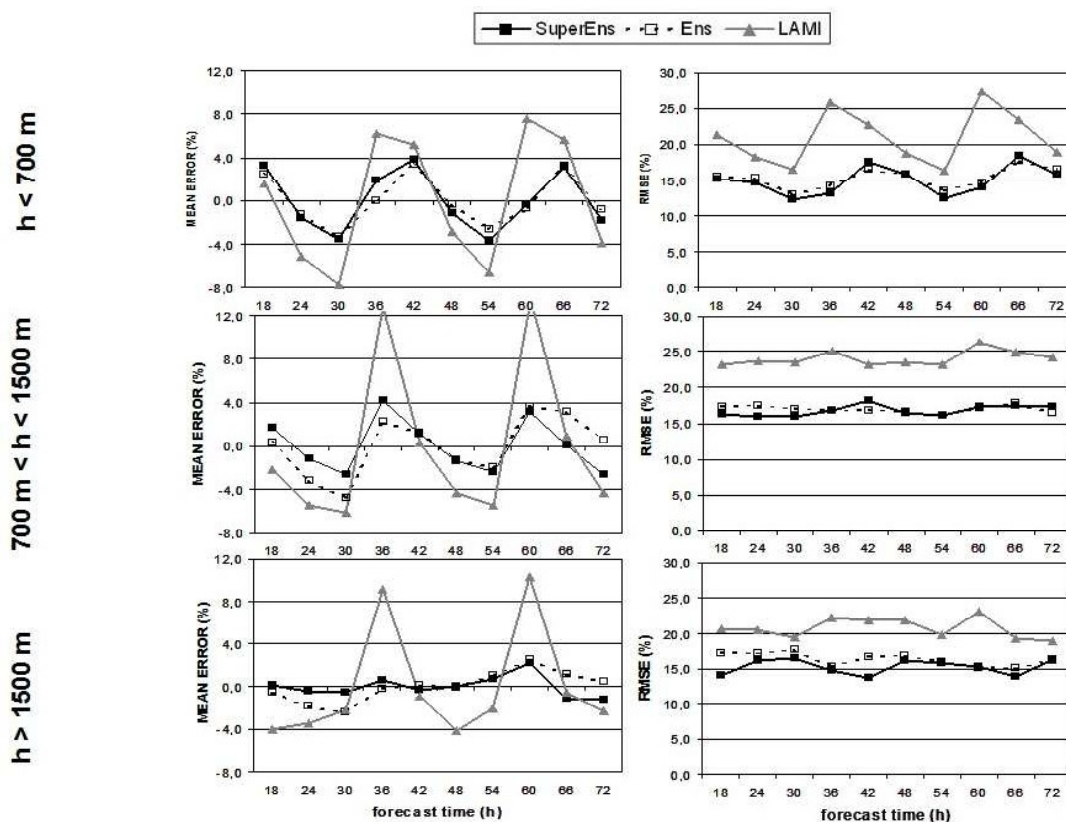 SuperEns Ens LAMI
h < 700 m
MEAN ERROR (%)
12,0
8,0
4,0
0,0
-4,0
-8,0
18 24 30 36 42 48 54 60 66 72
RMSE (%)
30,0
25,0
20,0
15,0
10,0
5,0
0,0
18 24 30 36 42 48 54 60 66 72
700 m < h < 1500 m
MEAN ERROR (%)
12,0
8,0
4,0
0,0
-4,0
-8,0
18 24 30 36 42 48 54 60 66 72
RMSE (%)
30,0
25,0
20,0
15,0
10,0
5,0
0,0
18 24 30 36 42 48 54 60 66 72
h > 1500 m
MEAN ERROR (%)
12,0
8,0
4,0
0,0
-4,0
-8,0
18 24 30 36 42 48 54 60 66 72
forecast time (h)
RMSE (%)
30,0
25,0
20,0
15,0
10,0
5,0
0,0
18 24 30 36 42 48 54 60 66 72
forecast time (h)